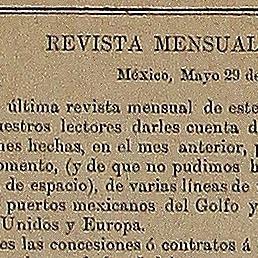 REVISTA MENSUAL
México, Mayo 29 de
última revista mensual de este
nuestros lectores darles cuenta d
nes hechas, en el mes anterior, p
omento, (y de que no pudimos h
de espacio), de varias líneas de
puertos mexicanos del Golfo y
Unidos y Europa.
os las concesiones ó contratos á